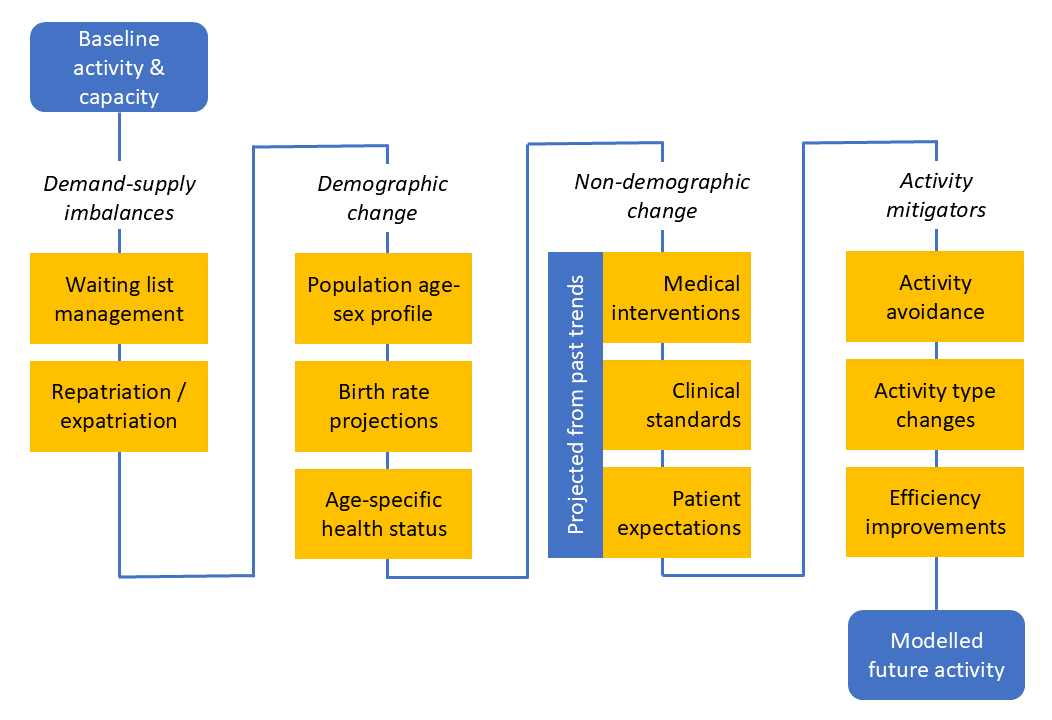 Baseline
activity &
capacity
Demand-supply
imbalances
Waiting list
management
Repatriation /
expatriation
Demographic
change
Population age-
sex profile
Birth rate
projections
Age-specific
health status
Non-demographic
change
Projected from past trends
Medical
interventions
Clinical
standards
Patient
expectations
Activity
mitigators
Activity
avoidance
Activity type
changes
Efficiency
improvements
Modelled
future activity